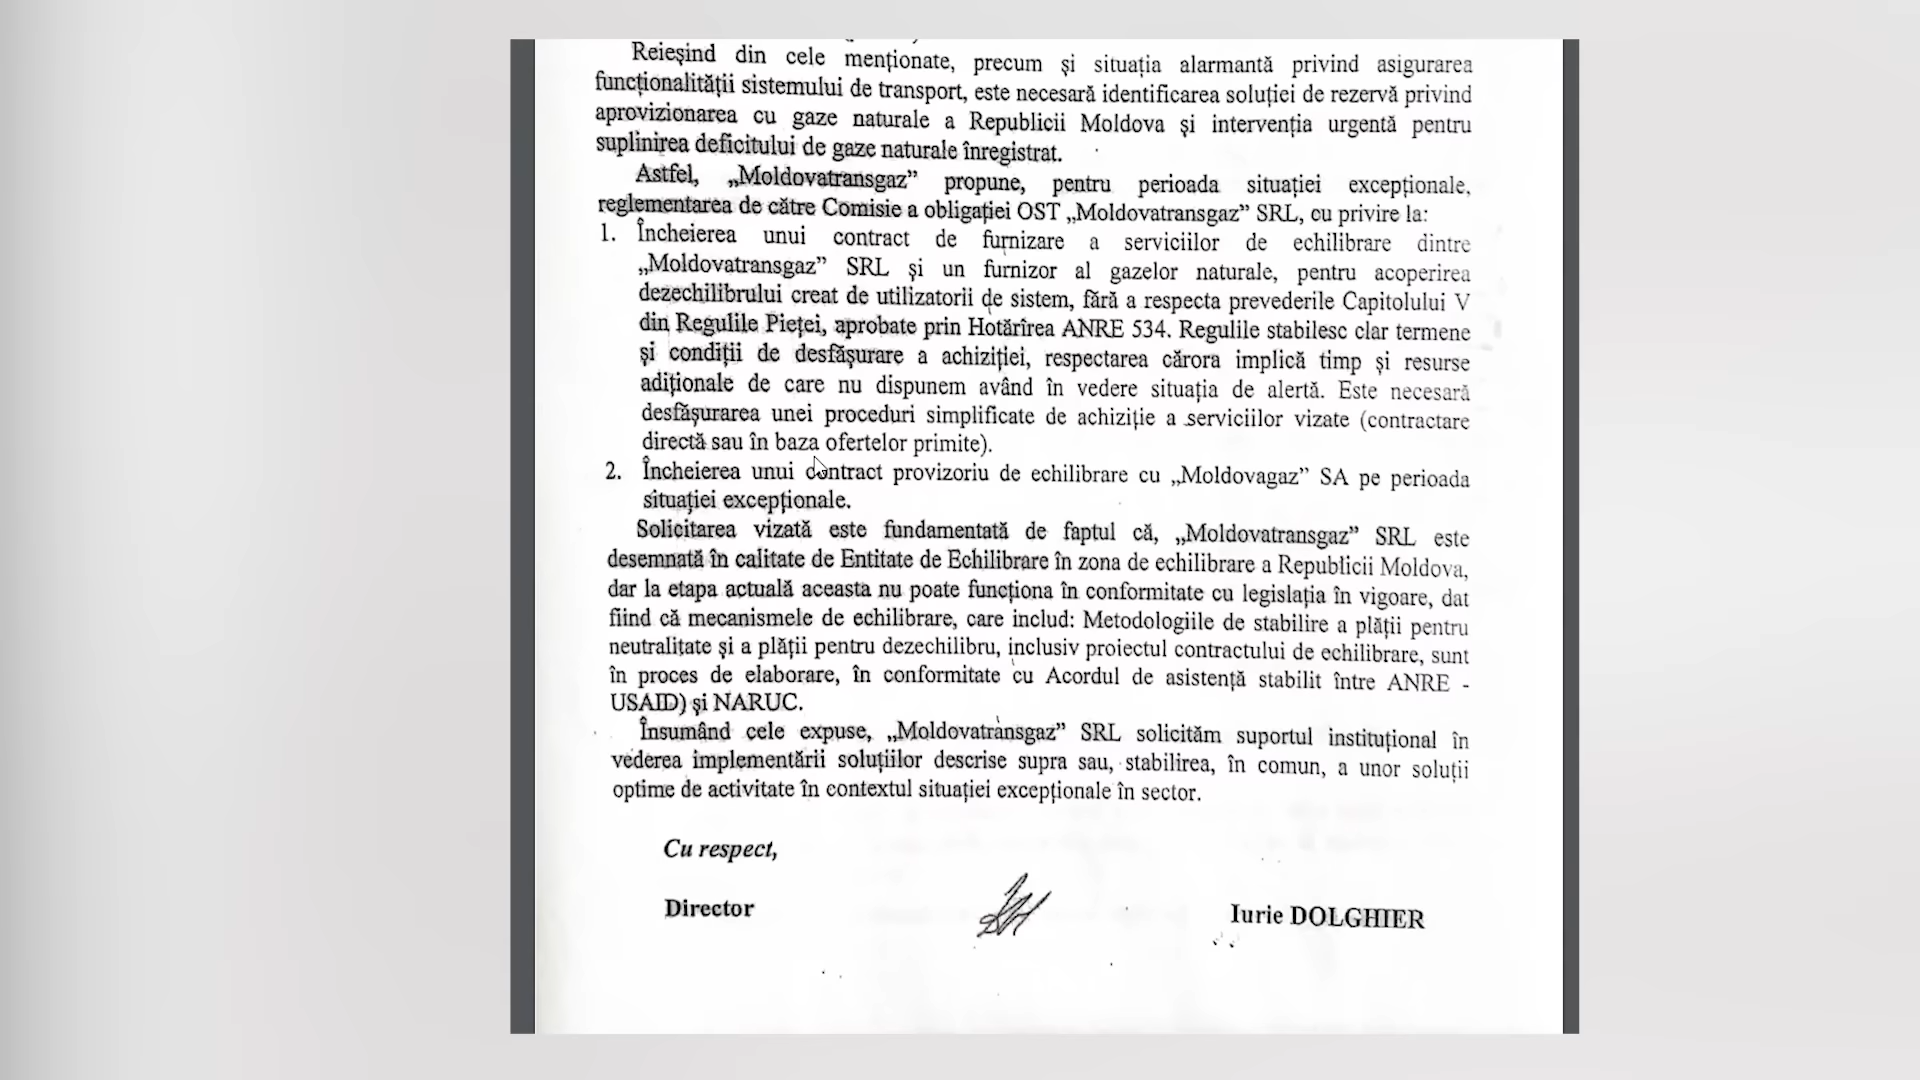 Reieşind din cele menţionate, precum şi situaţia alarmantă privind asigurarea
funcţionalităţii sistemului de transport, este necesară identificarea soluţiei de rezervă privind
aprovizionarea cu gaze naturale a Republicii Moldova şi intervenţia urgentă pentru
suplinirea deficitului de gaze naturale înregistrat.
Astfel, „Moldovatransgaz” propune, pentru perioada situaţiei excepţionale,
reglementarea de către Comisie a obligaţiei OST „Moldovatransgaz” SRL, cu privire la:
1. Încheierea unui contract de furnizare a serviciilor de echilibrare dintre
„Moldovatransgaz” SRL şi un furnizor al gazelor naturale, pentru acoperirea
dezechilibrului creat de utilizatorii de sistem, fără a respecta prevederile Capitolului V
din Regulile Pieţei, aprobate prin Hotărîrea ANRE 534. Regulile stabilesc clar termene
şi condiţii de desfăşurare a achiziţiei, respectarea cărora implică timp şi resurse
adiţionale de care nu dispunem având în vedere situaţia de alertă. Este necesară
desfăşurarea unei proceduri simplificate de achiziţie a serviciilor vizate (contractare
directă sau în baza ofertelor primite).
2. Încheierea unui contract provizoriu de echilibrare cu „Moldovagaz” SA pe perioada
situaţiei excepţionale.
Solicitarea vizată este fundamentată de faptul că, „Moldovatransgaz” SRL este
desemnată în calitate de Entitate de Echilibrare în zona de echilibrare a Republicii Moldova,
dar la etapa actuală aceasta nu poate funcţiona în conformitate cu legislaţia în vigoare, dat
fiind că mecanismele de echilibrare, care includ: Metodologiile de stabilire a plăţii pentru
neutralitate şi a plăţii pentru dezechilibru, inclusiv proiectul contractului de echilibrare, sunt
în proces de elaborare, în conformitate cu Acordul de asistenţă stabilit între ANRE -
USAID) şi NARUC.
Însumând cele expuse, „Moldovatransgaz” SRL solicităm suportul instituţional în
vederea implementării soluţiilor descrise supra sau, stabilirea, în comun, a unor soluţii
optime de activitate în contextul situaţiei excepţionale în sector.
Cu respect,
Director Iurie DOLGHIER